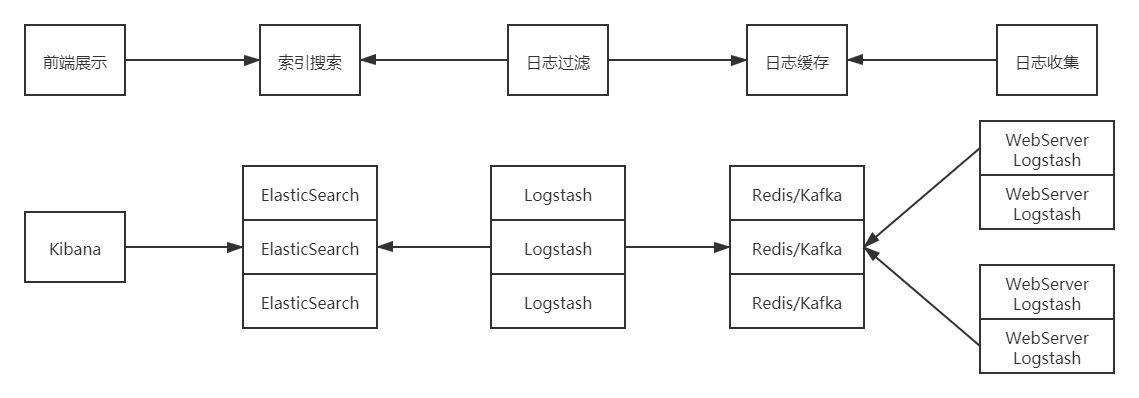 前端展示
索引搜索
日志过滤
日志缓存
日志收集
Kibana
ElasticSearch
ElasticSearch
ElasticSearch
Logstash
Logstash
Logstash
Redis/Kafka
Redis/Kafka
Redis/Kafka
WebServer
Logstash
WebServer
Logstash
WebServer
Logstash
WebServer
Logstash